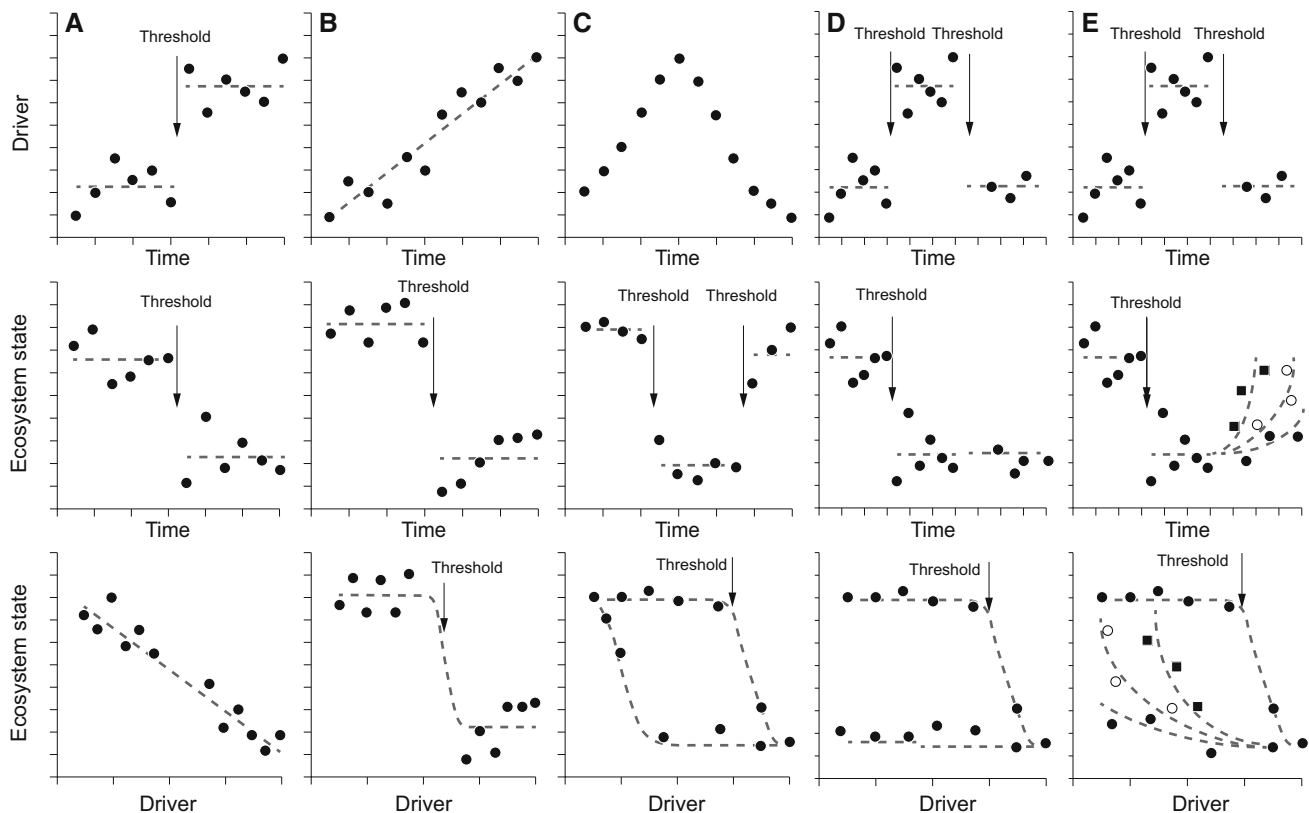 A B C D E
Driver
Threshold
Threshold Threshold
Threshold Threshold
Time Time Time Time Time
Ecosystem state
Threshold
Threshold
Threshold Threshold
Threshold
Threshold
Time Time Time Time Time
Ecosystem state
Threshold
Threshold
Threshold
Threshold
Driver Driver Driver Driver Driver